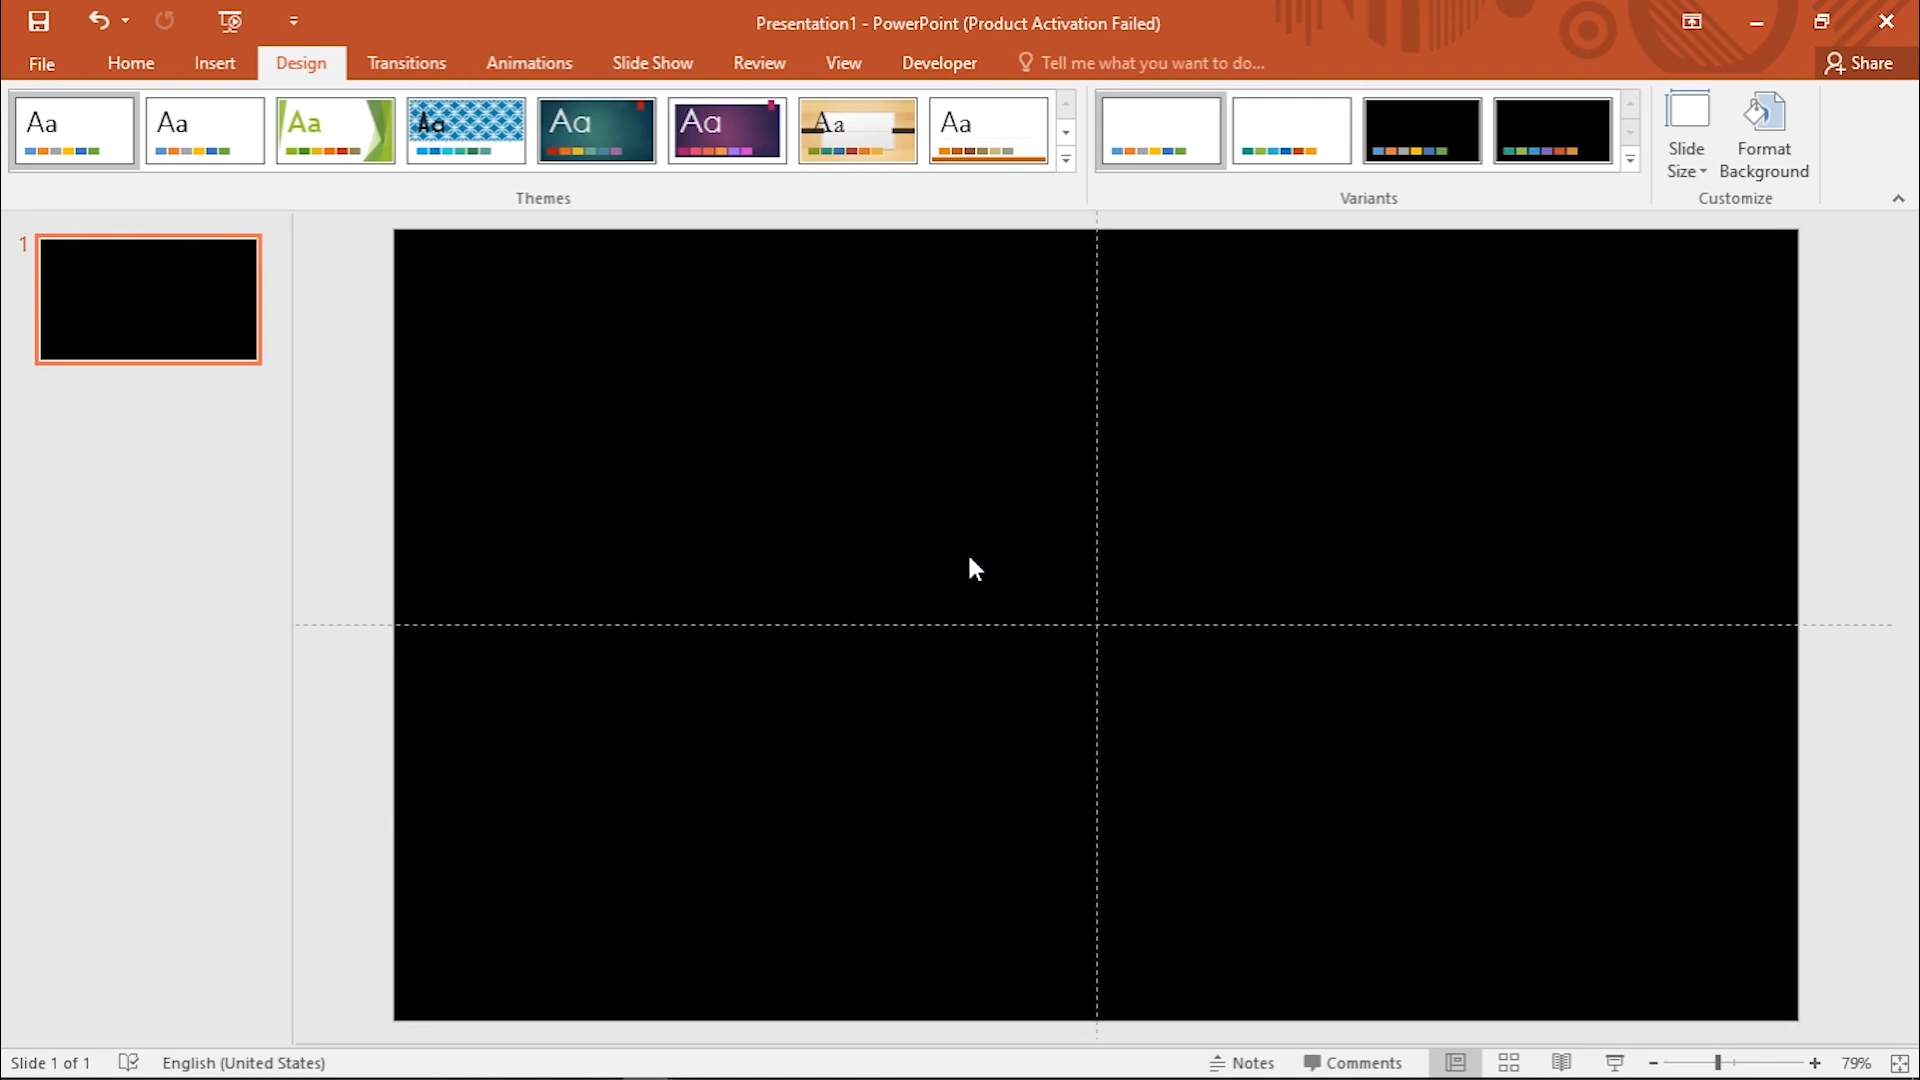 Presentation1 - PowerPoint (Product Activation Failed)
File Home Insert Design Transitions Animations Slide Show Review View Developer Tell me what you want to do... Share
Aa Aa Aa Aa Aa Aa Aa Aa
Slide Size
Format Background
Themes Variants Customize
1
Slide 1 of 1 English (United States) Notes Comments 79%